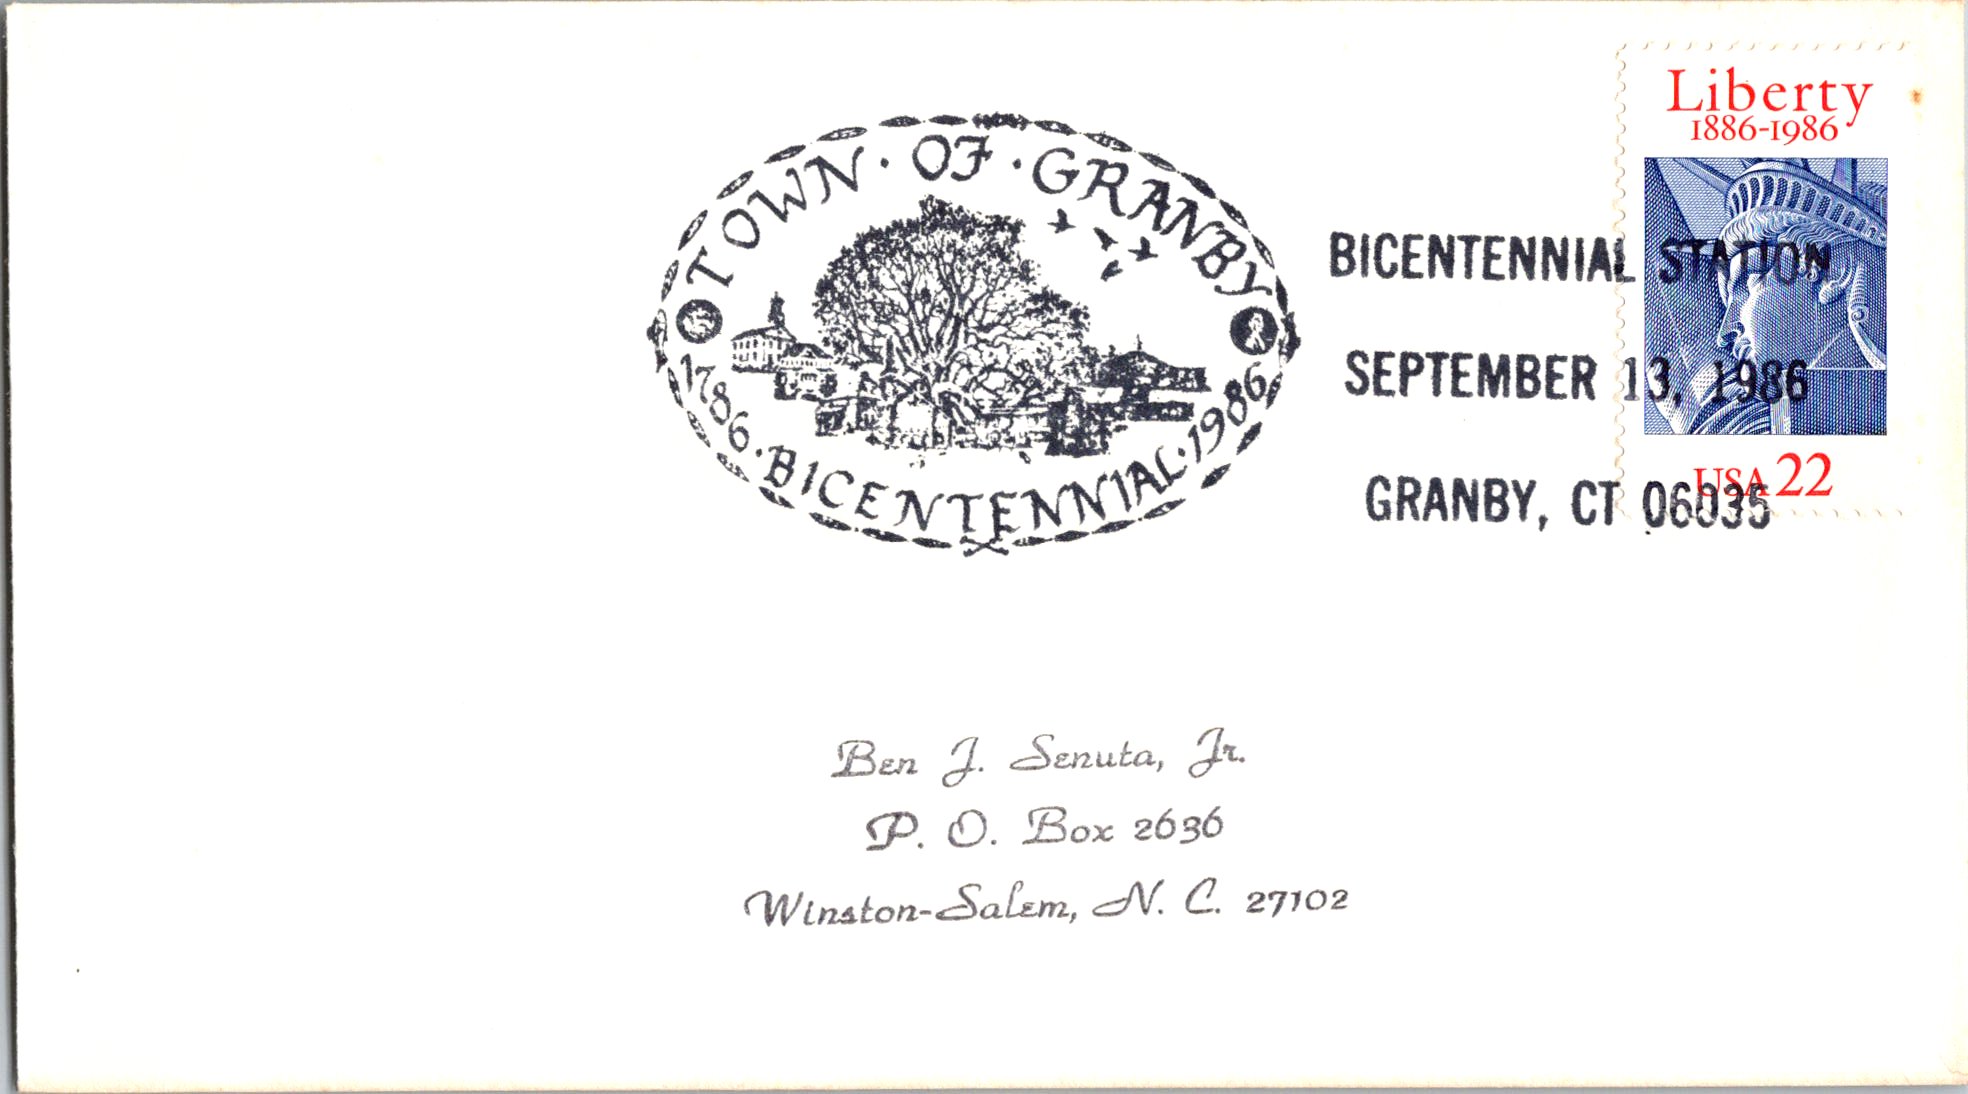 TOWN · OF · GRANBY
1786 · BICENTENNIAL · 1986
BICENTENNIAL STATION
SEPTEMBER 13, 1986
GRANBY, CT 06035
Liberty
1886-1986
USA 22
Ben J. Senuta, Jr.
P. O. Box 2636
Winston-Salem, N. C. 27102